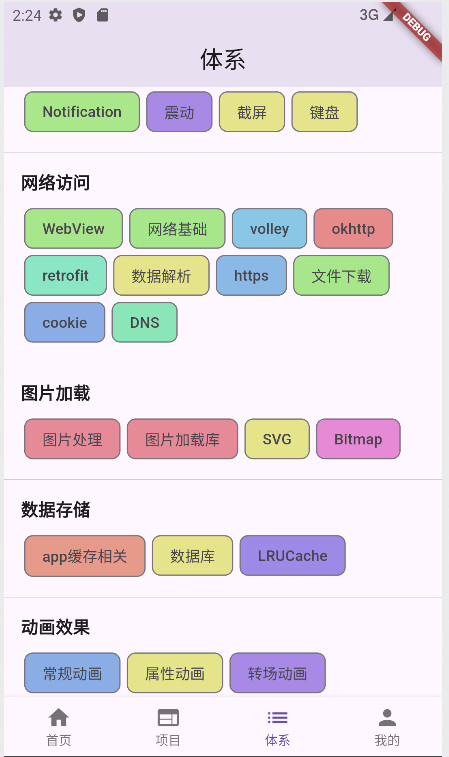 2:24 3G
DEBUG
体系
Notification 震动 截屏 键盘
网络访问
WebView 网络基础 volley okhttp
retrofit 数据解析 https 文件下载
cookie DNS
图片加载
图片处理 图片加载库 SVG Bitmap
数据存储
app缓存相关 数据库 LRUCache
动画效果
常规动画 属性动画 转场动画
首页 项目 体系 我的